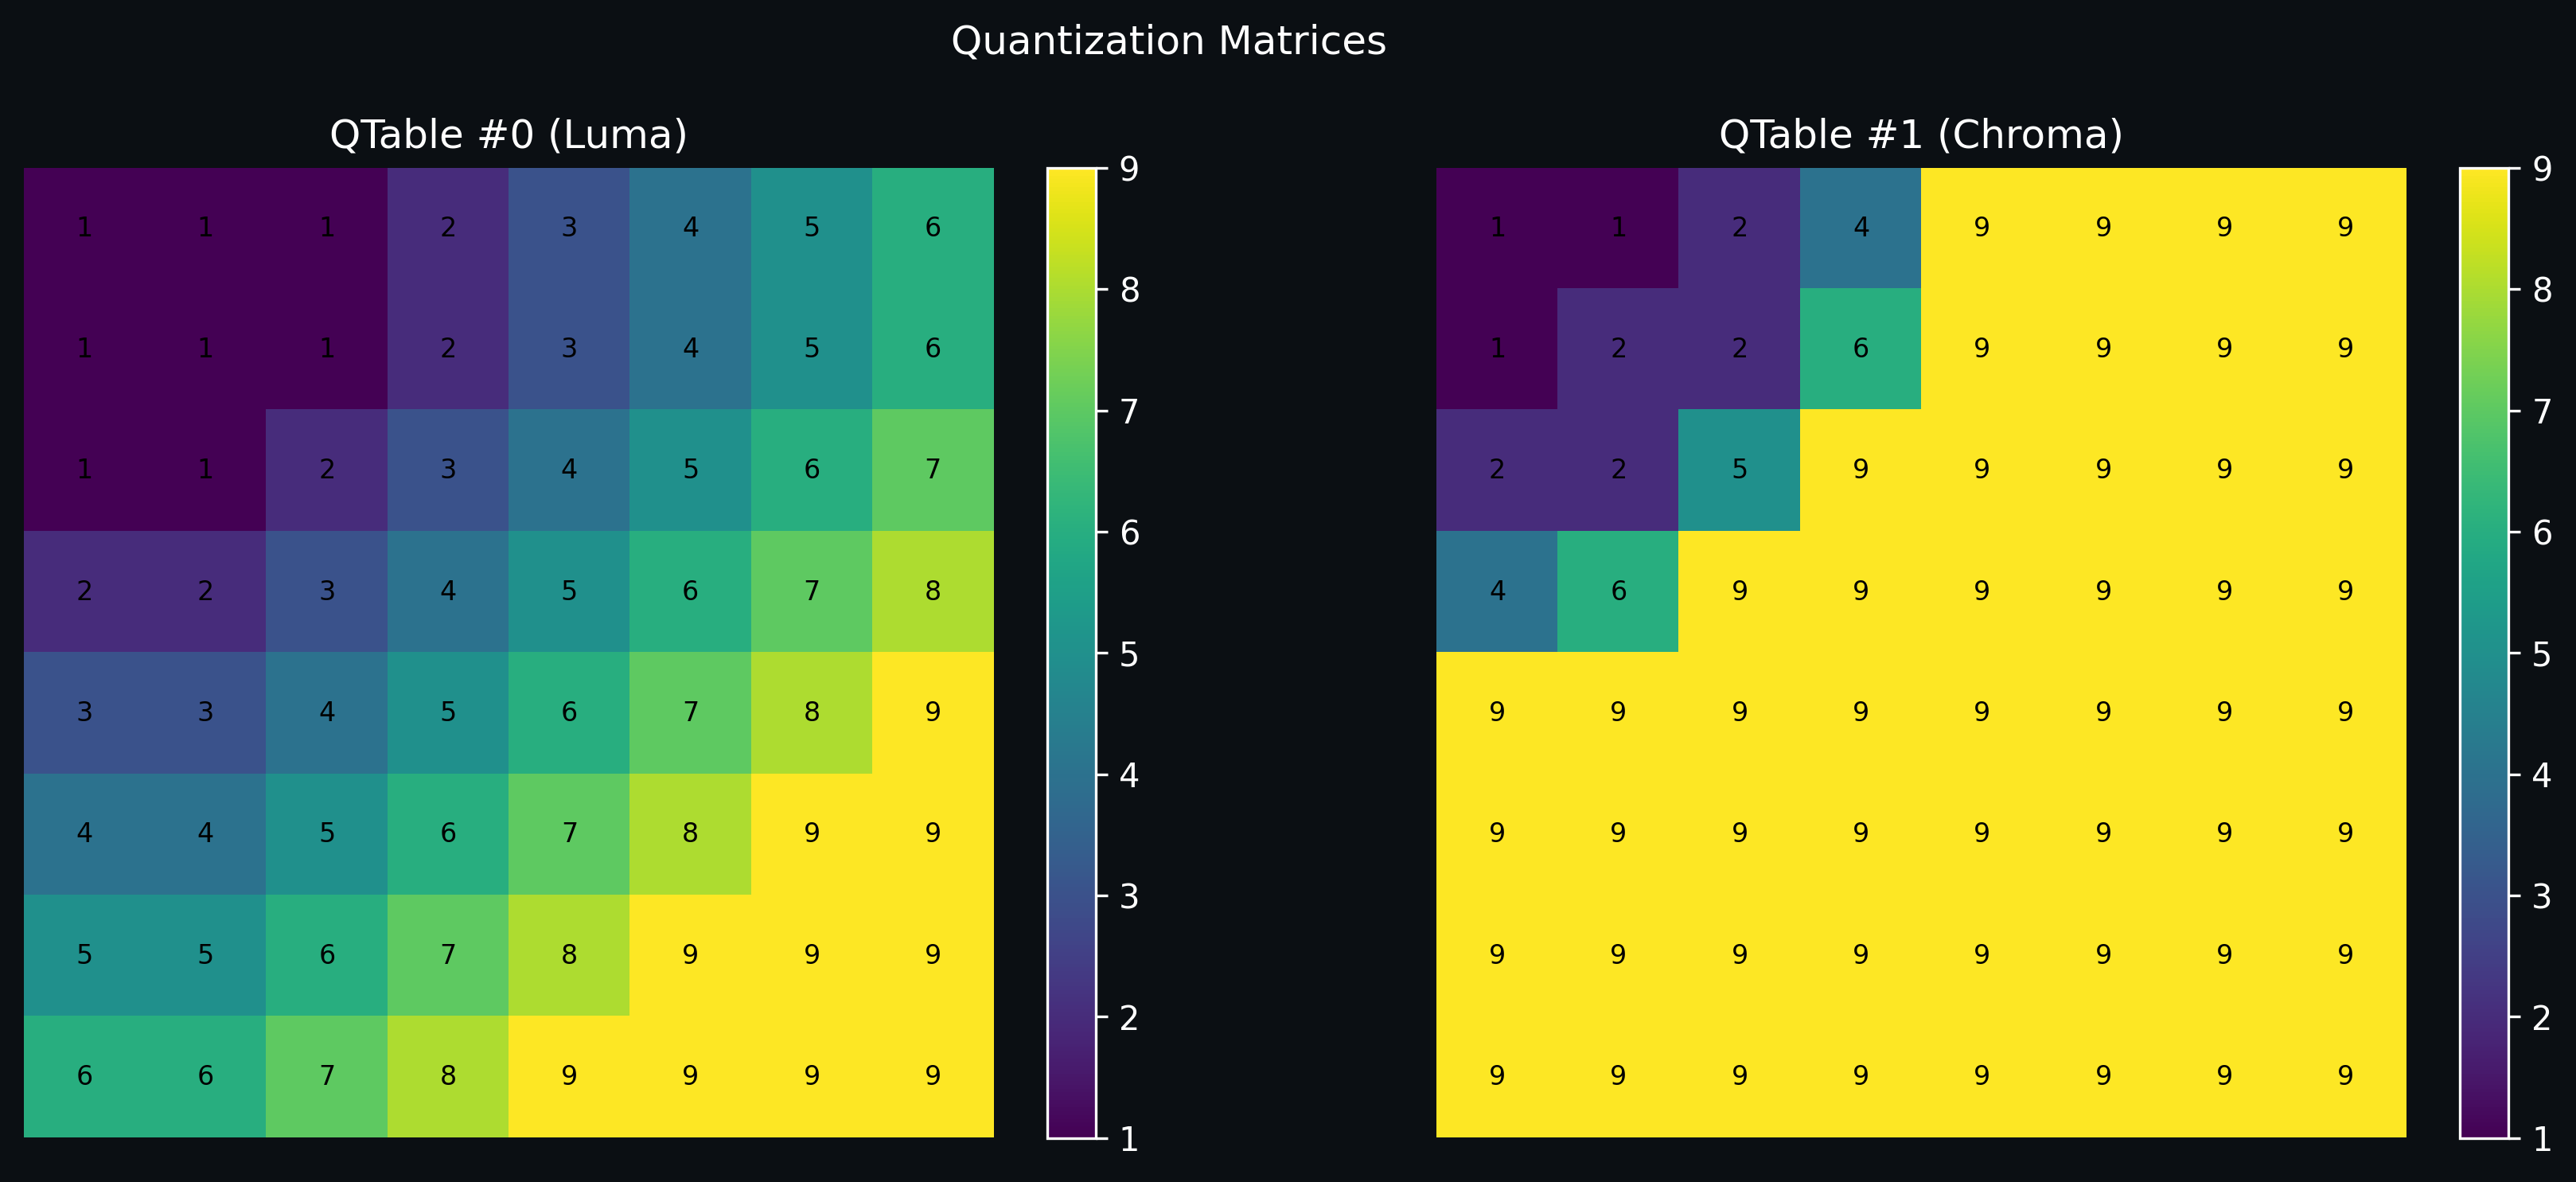 Quantization Matrices
QTable #0 (Luma)
1 1 1 2 3 4 5 6
1 1 1 2 3 4 5 6
1 1 2 3 4 5 6 7
2 2 3 4 5 6 7 8
3 3 4 5 6 7 8 9
4 4 5 6 7 8 9 9
5 5 6 7 8 9 9 9
6 6 7 8 9 9 9 9
9
8
7
6
5
4
3
2
1
QTable #1 (Chroma)
1 1 2 4 9 9 9 9
1 2 2 6 9 9 9 9
2 2 5 9 9 9 9 9
4 6 9 9 9 9 9 9
9 9 9 9 9 9 9 9
9 9 9 9 9 9 9 9
9 9 9 9 9 9 9 9
9 9 9 9 9 9 9 9
9
8
7
6
5
4
3
2
1